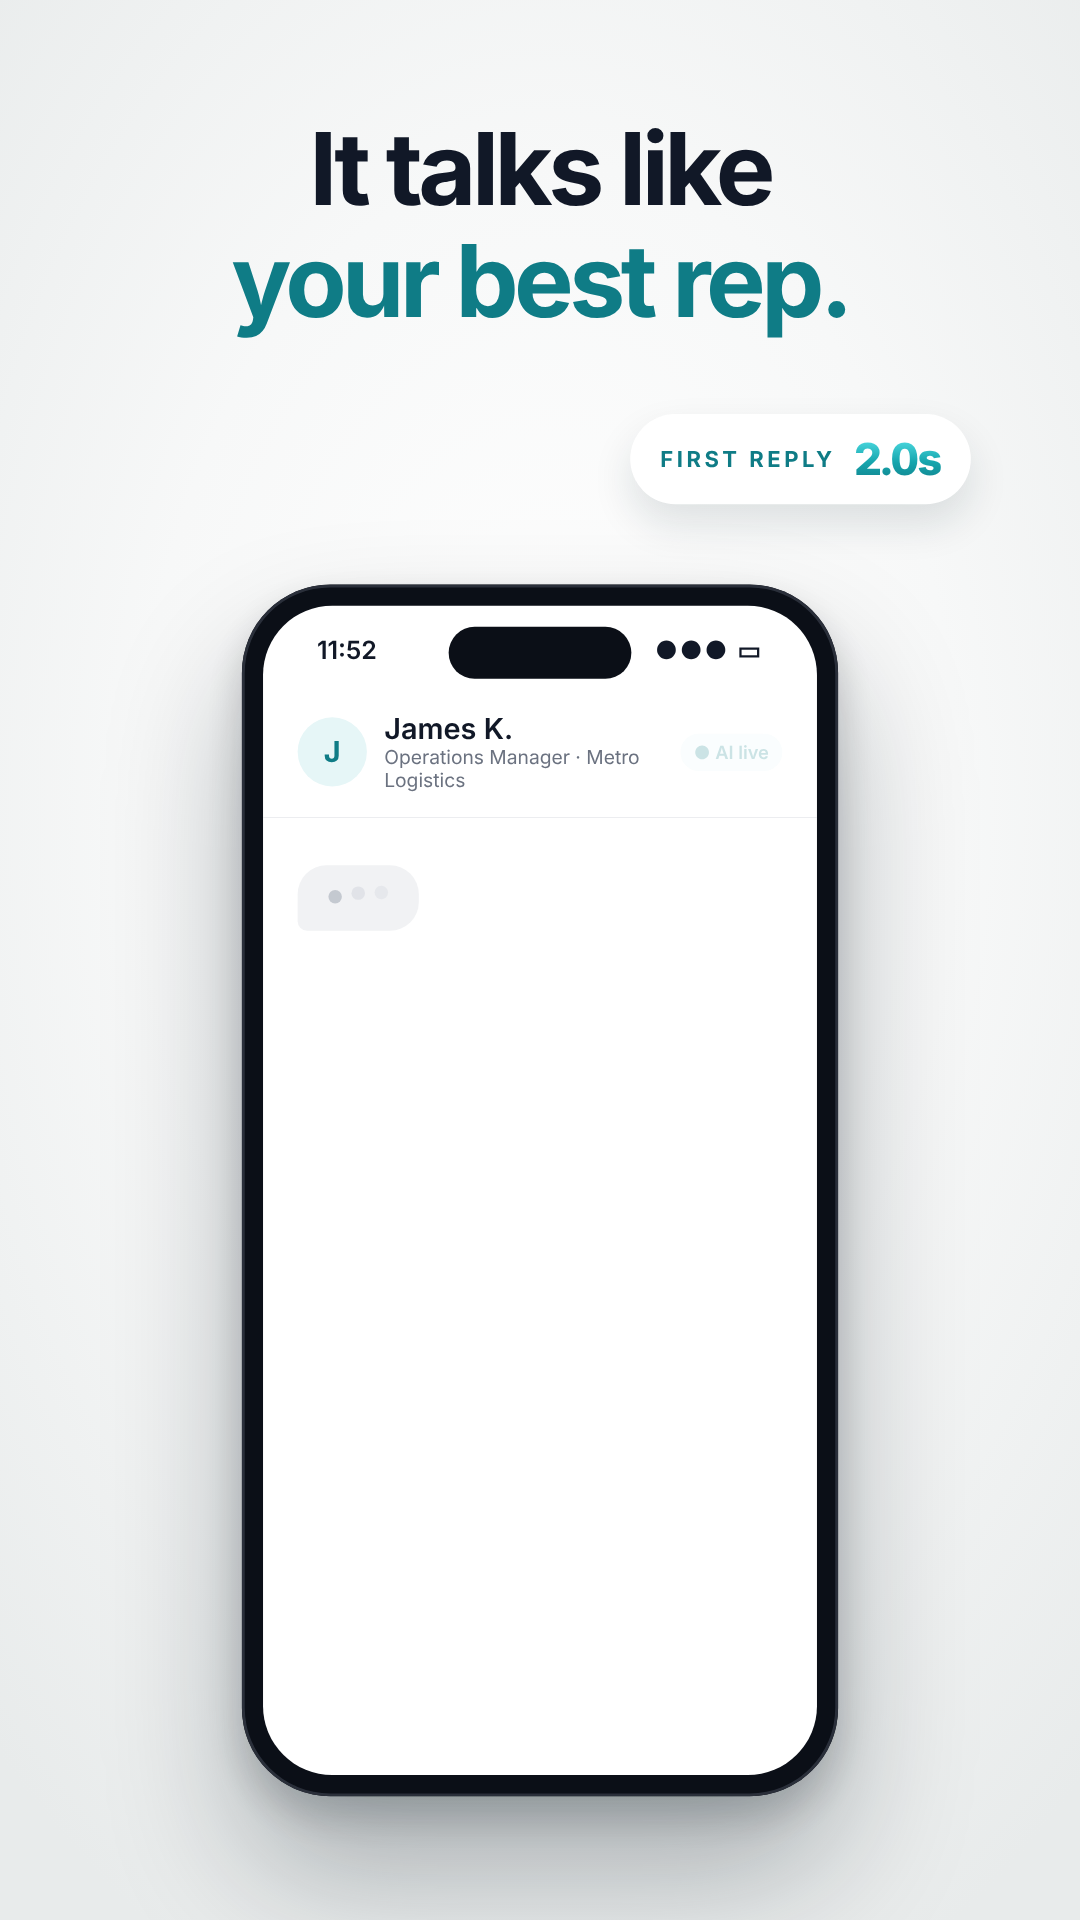 It talks like
your best rep.
FIRST REPLY 2.0s
11:52
J
James K.
Operations Manager · Metro
Logistics
AI live